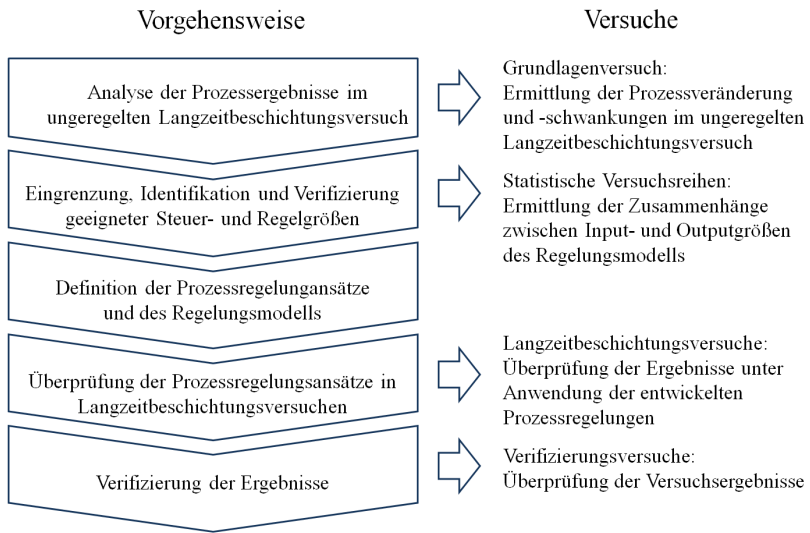 Vorgehensweise
Versuche
Analyse der Prozessergebnisse im
ungeregelten Langzeitbeschichtungsversuch
Grundlagenversuch:
Ermittlung der Prozessveränderung
und -schwankungen im ungeregelten
Langzeitbeschichtungsversuch
Eingrenzung, Identifikation und Verifizierung
geeigneter Steuer- und Regelgrößen
Statistische Versuchsreihen:
Ermittlung der Zusammenhänge
zwischen Input- und Outputgrößen
des Regelungsmodells
Definition der Prozessregelungansätze
und des Regelungsmodells
Überprüfung der Prozessregelungsansätze in
Langzeitbeschichtungsversuchen
Langzeitbeschichtungsversuche:
Überprüfung der Ergebnisse unter
Anwendung der entwickelten
Prozessregelungen
Verifizierung der Ergebnisse
Verifizierungsversuche:
Überprüfung der Versuchsergebnisse